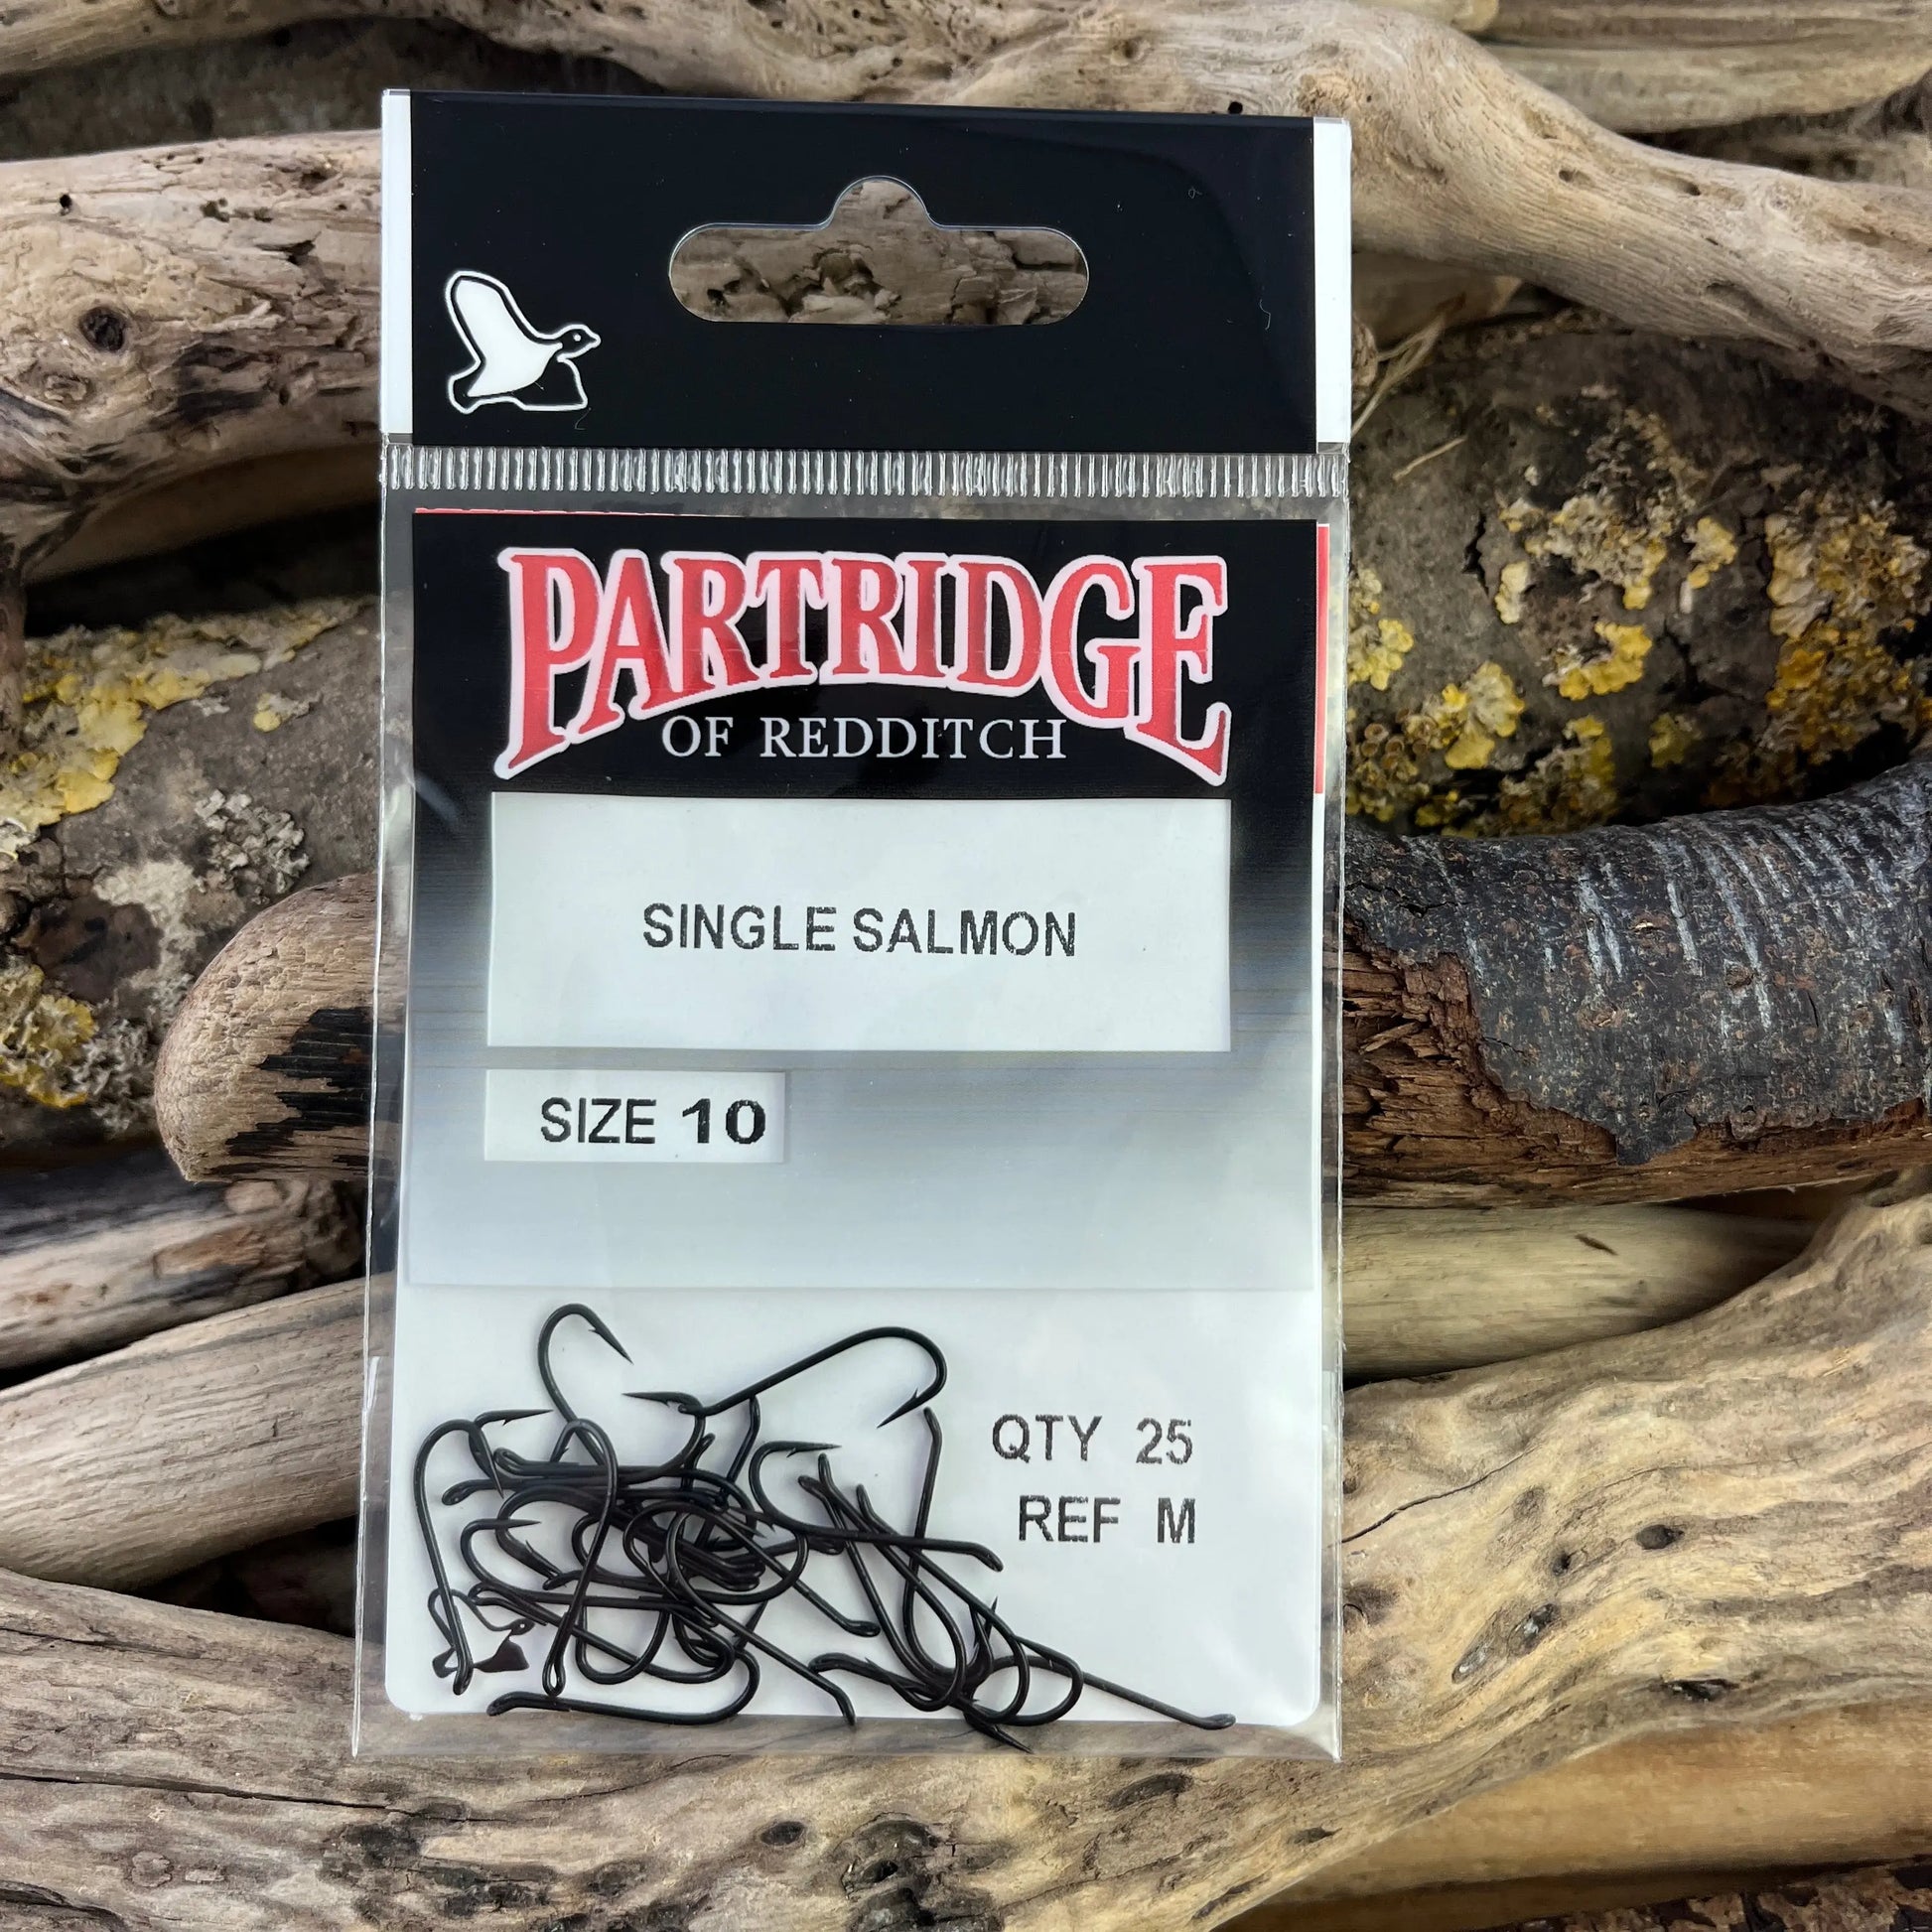 PARTRIDGE
OF REDDITCH
SINGLE SALMON
SIZE 10
QTY 25
REF M